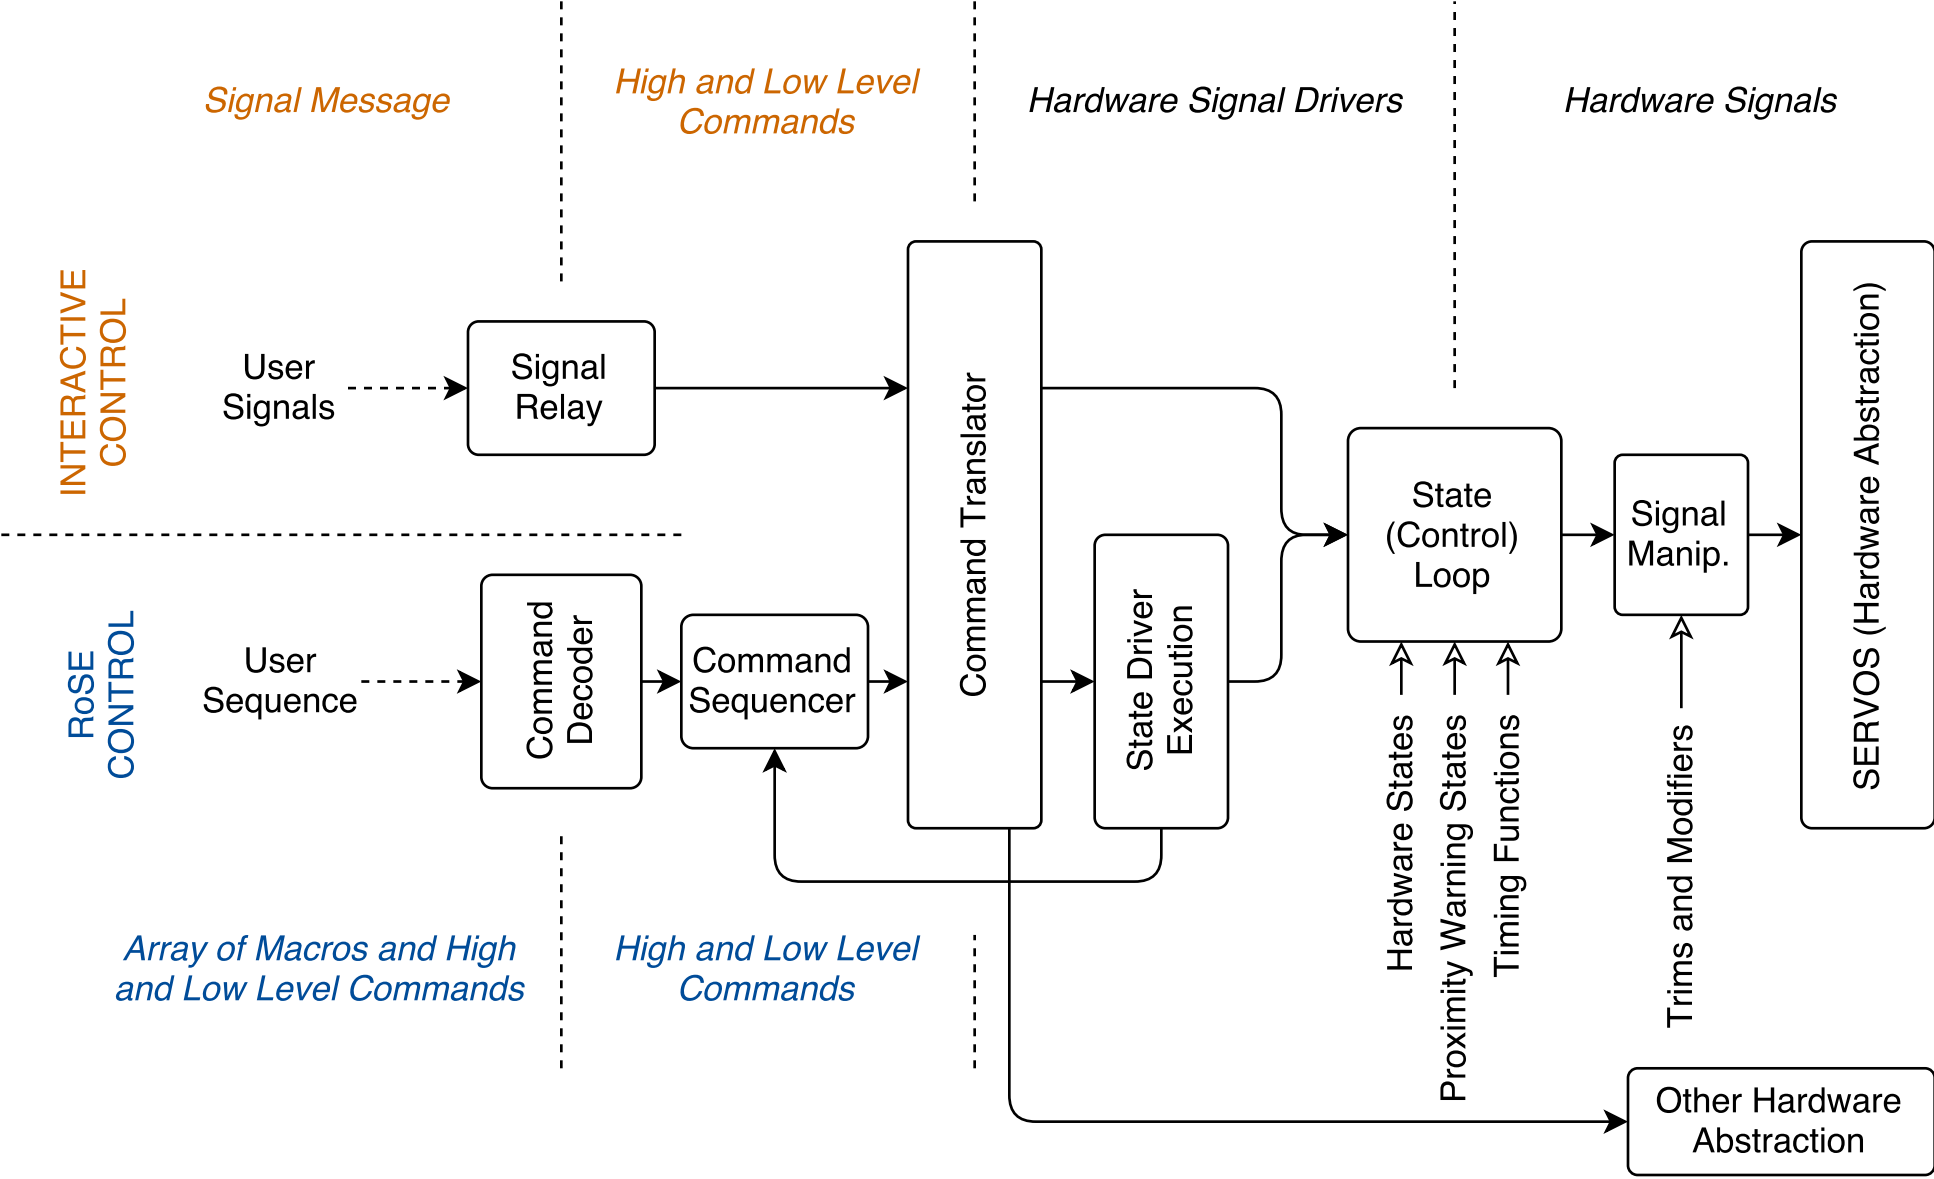 Signal Message
High and Low Level
Commands
Hardware Signal Drivers
Hardware Signals
INTERACTIVE
CONTROL
User
Signals
Signal
Relay
Command Translator
State
(Control)
Loop
Signal
Manip.
SERVOS (Hardware Abstraction)
RoSE
CONTROL
User
Sequence
Command
Decoder
Command
Sequencer
State Driver
Execution
Hardware States
Proximity Warning States
Timing Functions
Trims and Modifiers
Array of Macros and High
and Low Level Commands
High and Low Level
Commands
Other Hardware
Abstraction